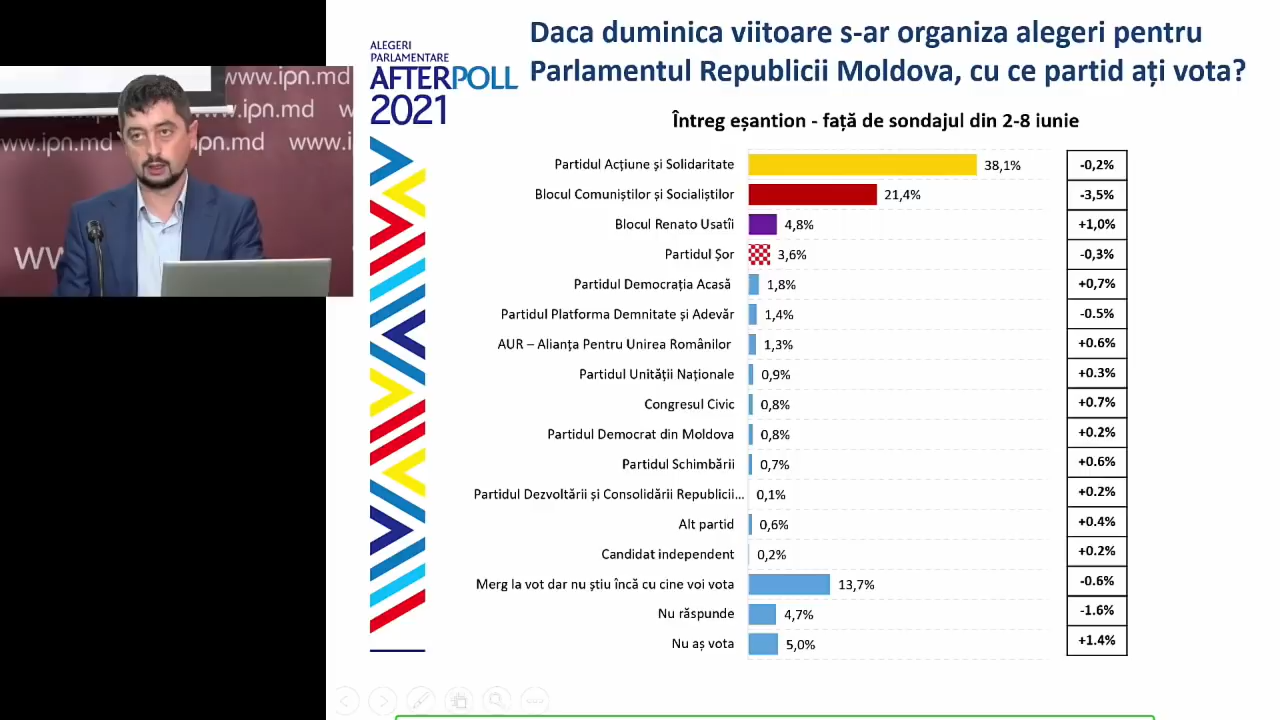 Daca duminica viitoare s-ar organiza alegeri pentru
Parlamentul Republicii Moldova, cu ce partid ați vota?
ALEGERI
PARLAMENTARE
AFTERPOLL
2021
Întreg eșantion - față de sondajul din 2-8 iunie
www.ipn.md
w
w.ipn.md
w
www.ipn.md
ipn.md
www.i
ww
Partidul Acțiune și Solidaritate 38,1% -0,2%
Blocul Comuniștilor și Socialiștilor 21,4% -3,5%
Blocul Renato Usatîi 4,8% +1,0%
Partidul Șor 3,6% -0,3%
Partidul Democrația Acasă 1,8% +0,7%
Partidul Platforma Demnitate și Adevăr 1,4% -0.5%
AUR – Alianța Pentru Unirea Românilor 1,3% +0.6%
Partidul Unității Naționale 0,9% +0.3%
Congresul Civic 0,8% +0.7%
Partidul Democrat din Moldova 0,8% +0.2%
Partidul Schimbării 0,7% +0.6%
Partidul Dezvoltării și Consolidării Republicii... 0,1% +0.2%
Alt partid 0,6% +0.4%
Candidat independent 0,2% +0.2%
Merg la vot dar nu știu încă cu cine voi vota 13,7% -0.6%
Nu răspunde 4,7% -1.6%
Nu aș vota 5,0% +1.4%